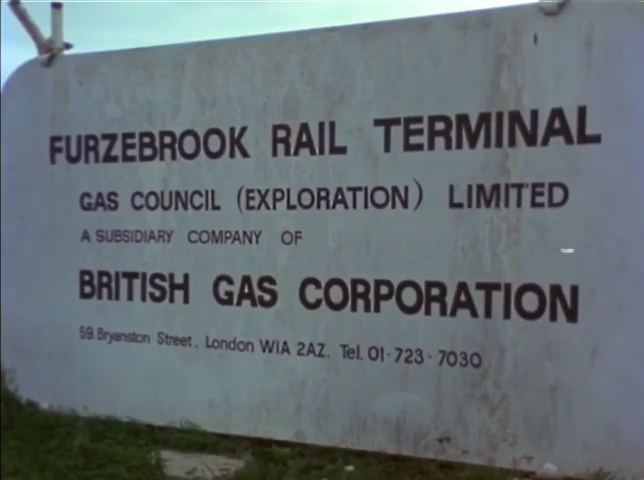 FURZEBROOK RAIL TERMINAL
GAS COUNCIL (EXPLORATION) LIMITED
A SUBSIDIARY COMPANY OF
BRITISH GAS CORPORATION
59, Bryanston Street, London W1A 2AZ. Tel. 01·723·7030